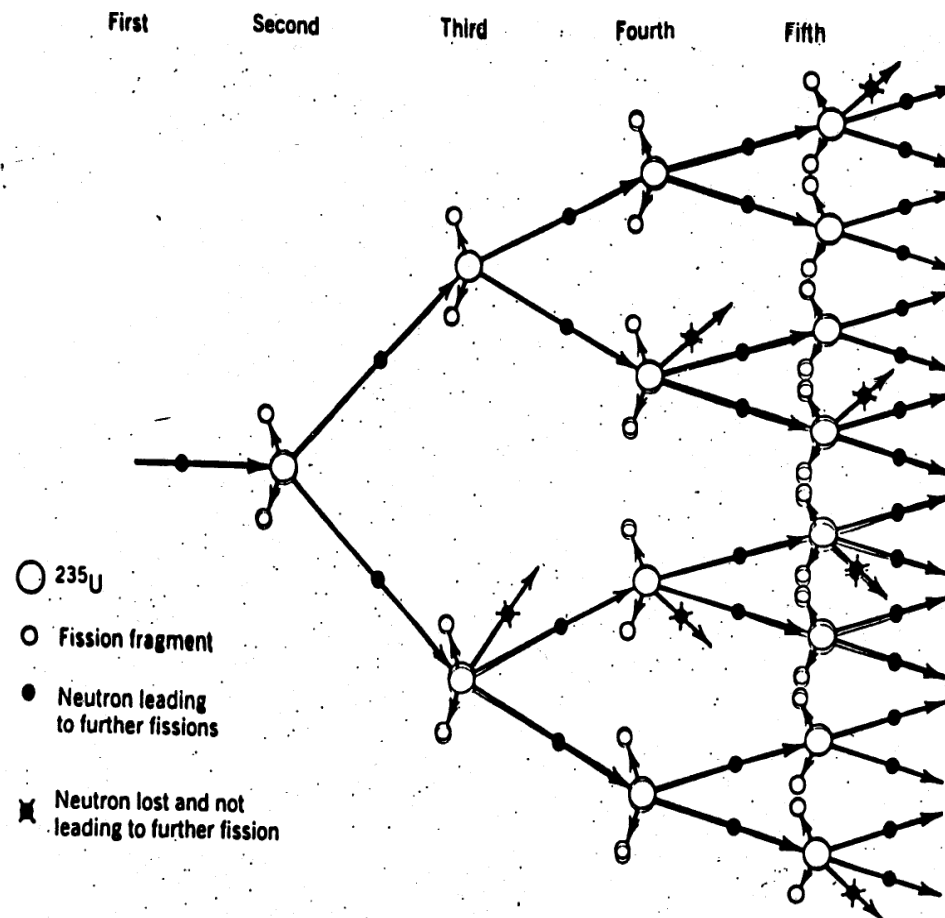 First Second Third Fourth Fifth
235U
Fission fragment
Neutron leading
to further fissions
Neutron lost and not
leading to further fission